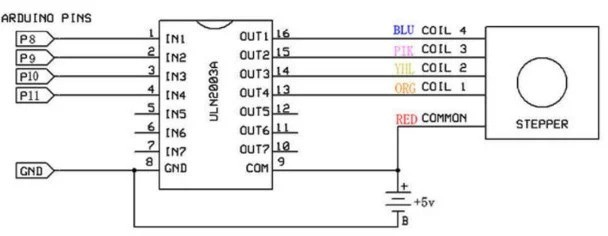 ARDUINO PINS
P8 1 IN1 OUT1 16 BLU COIL 4
P9 2 IN2 OUT2 15 PIK COIL 3
P10 3 IN3 OUT3 14 YHL COIL 2
P11 4 IN4 OUT4 13 ORG COIL 1
5 IN5 OUT5 12 RED COMMON STEPPER
6 IN6 OUT6 11
7 IN7 OUT7 10
GND 8 GND COM 9
ULN2003A
+
+5v
B